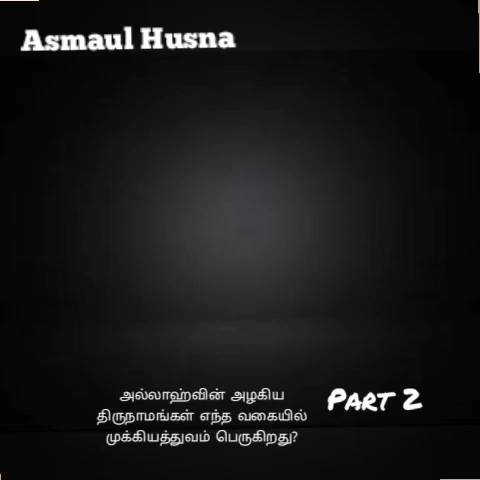 Asmaul Husna
அல்லாஹ்வின் அழகிய
திருநாமங்கள் எந்த வகையில்
முக்கியத்துவம் பெருகிறது?
Part 2